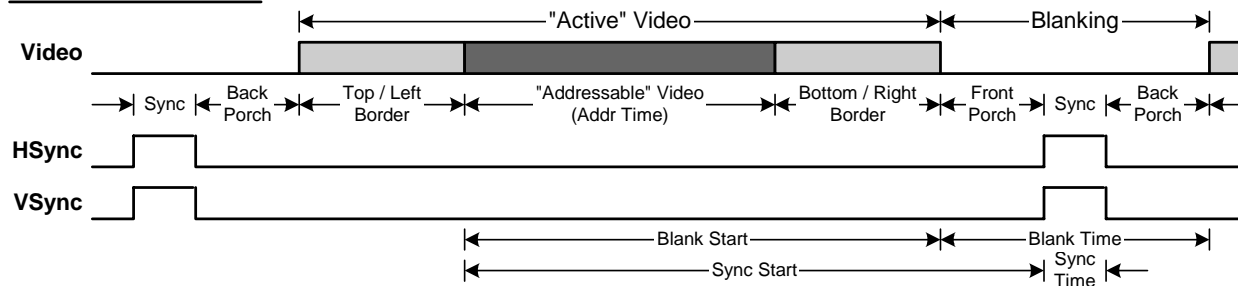 "Active" Video
Blanking
Video
Sync
Back
Porch
Top / Left
Border
"Addressable" Video
(Addr Time)
Bottom / Right
Border
Front
Porch
Sync
Back
Porch
HSync
VSync
Blank Start
Blank Time
Sync Start
Sync
Time